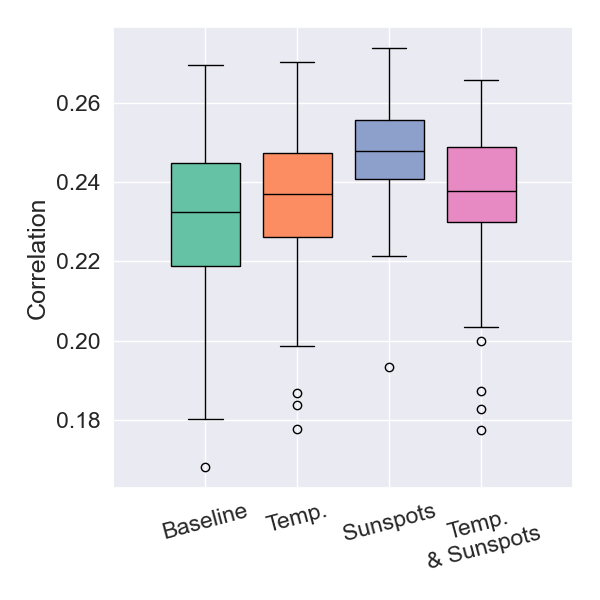 0.26
0.24
0.22
0.20
0.18
Correlation
Baseline
Temp.
Sunspots
Temp.
& Sunspots